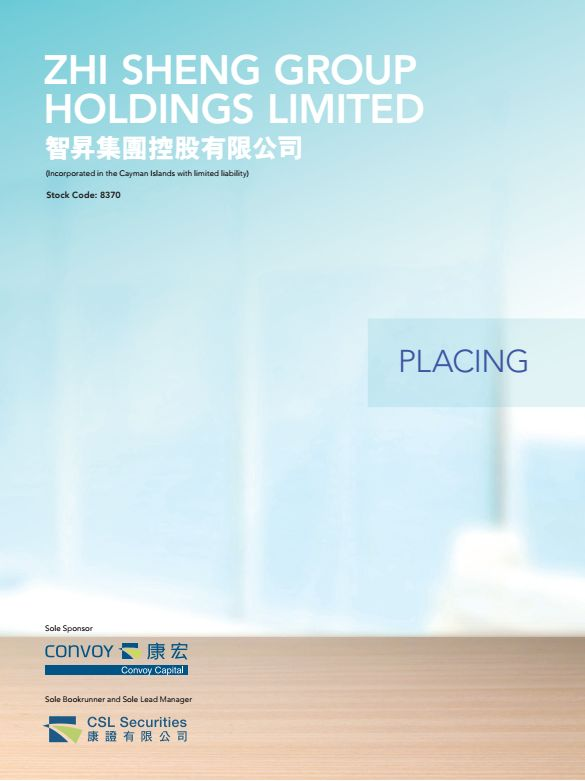 ZHI SHENG GROUP
HOLDINGS LIMITED
智昇集團控股有限公司
(Incorporated in the Cayman Islands with limited liability)
Stock Code: 8370
PLACING
Sole Sponsor
CONVOY 康宏
Convoy Capital
Sole Bookrunner and Sole Lead Manager
CSL Securities
康證有限公司